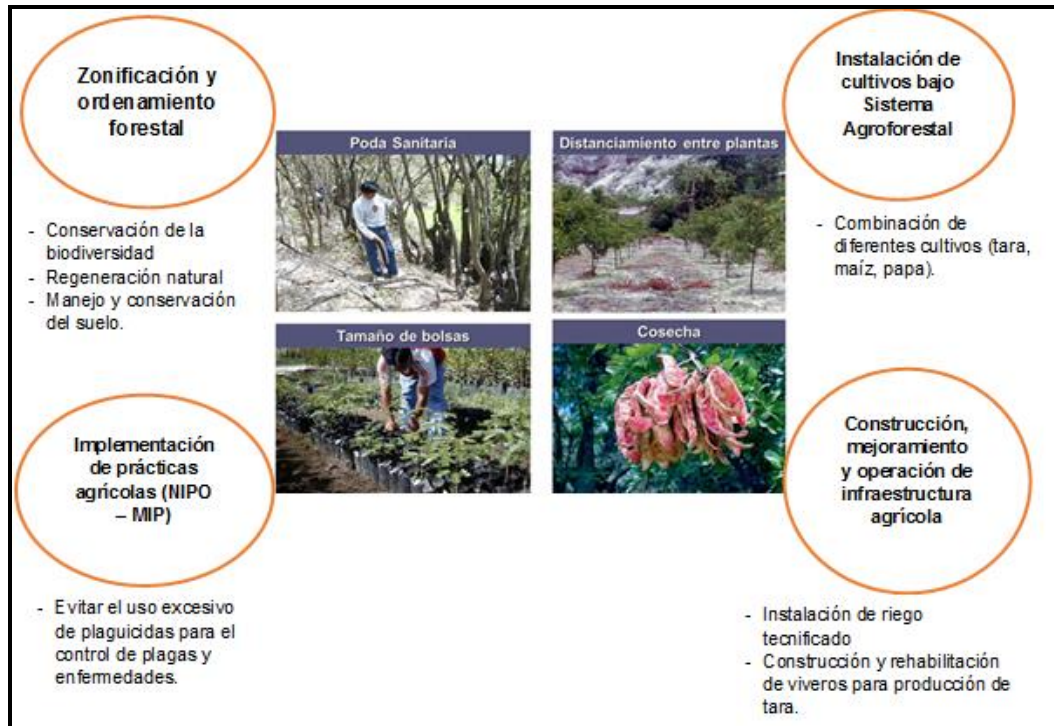 Zonificación y
ordenamiento
forestal
- Conservación de la
biodiversidad
- Regeneración natural
- Manejo y conservación
del suelo.
Poda Sanitaria
Distanciamiento entre plantas
Tamaño de bolsas
Cosecha
Instalación de
cultivos bajo
Sistema
Agroforestal
- Combinación de
diferentes cultivos (tara,
maíz, papa).
Implementación
de prácticas
agrícolas (NIPO
– MIP)
- Evitar el uso excesivo
de plaguicidas para el
control de plagas y
enfermedades.
Construcción,
mejoramiento
y operación de
infraestructura
agrícola
- Instalación de riego
tecnificado
- Construcción y rehabilitación
de viveros para producción de
tara.